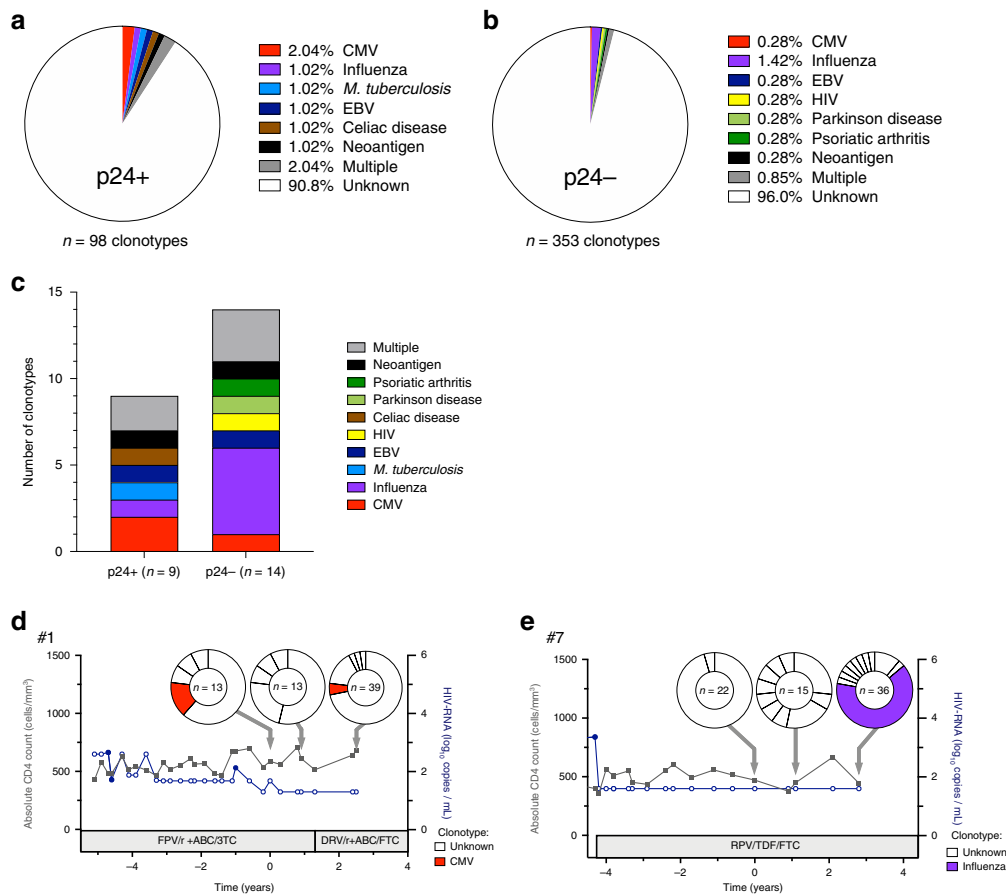 a
2.04% CMV
1.02% Influenza
1.02% M. tuberculosis
1.02% EBV
1.02% Celiac disease
1.02% Neoantigen
2.04% Multiple
90.8% Unknown
p24+
n = 98 clonotypes
b
0.28% CMV
1.42% Influenza
0.28% EBV
0.28% HIV
0.28% Parkinson disease
0.28% Psoriatic arthritis
0.28% Neoantigen
0.85% Multiple
96.0% Unknown
p24–
n = 353 clonotypes
c
Number of clonotypes
15
10
5
0
p24+ (n = 9)
p24– (n = 14)
Multiple
Neoantigen
Psoriatic arthritis
Parkinson disease
Celiac disease
HIV
EBV
M. tuberculosis
Influenza
CMV
d
#1
Absolute CD4 count (cells/mm³)
1500
1000
500
0
n = 13
n = 13
n = 39
6
4
2
0
HIV-RNA (log₁₀ copies / mL)
FPV/r +ABC/3TC
DRV/r+ABC/FTC
–4
–2
0
2
4
Time (years)
Clonotype:
Unknown
CMV
e
#7
Absolute CD4 count (cells/mm³)
1500
1000
500
0
n = 22
n = 15
n = 36
6
4
2
0
HIV-RNA (log₁₀ copies / mL)
RPV/TDF/FTC
–4
–2
0
2
4
Time (years)
Clonotype:
Unknown
Influenza